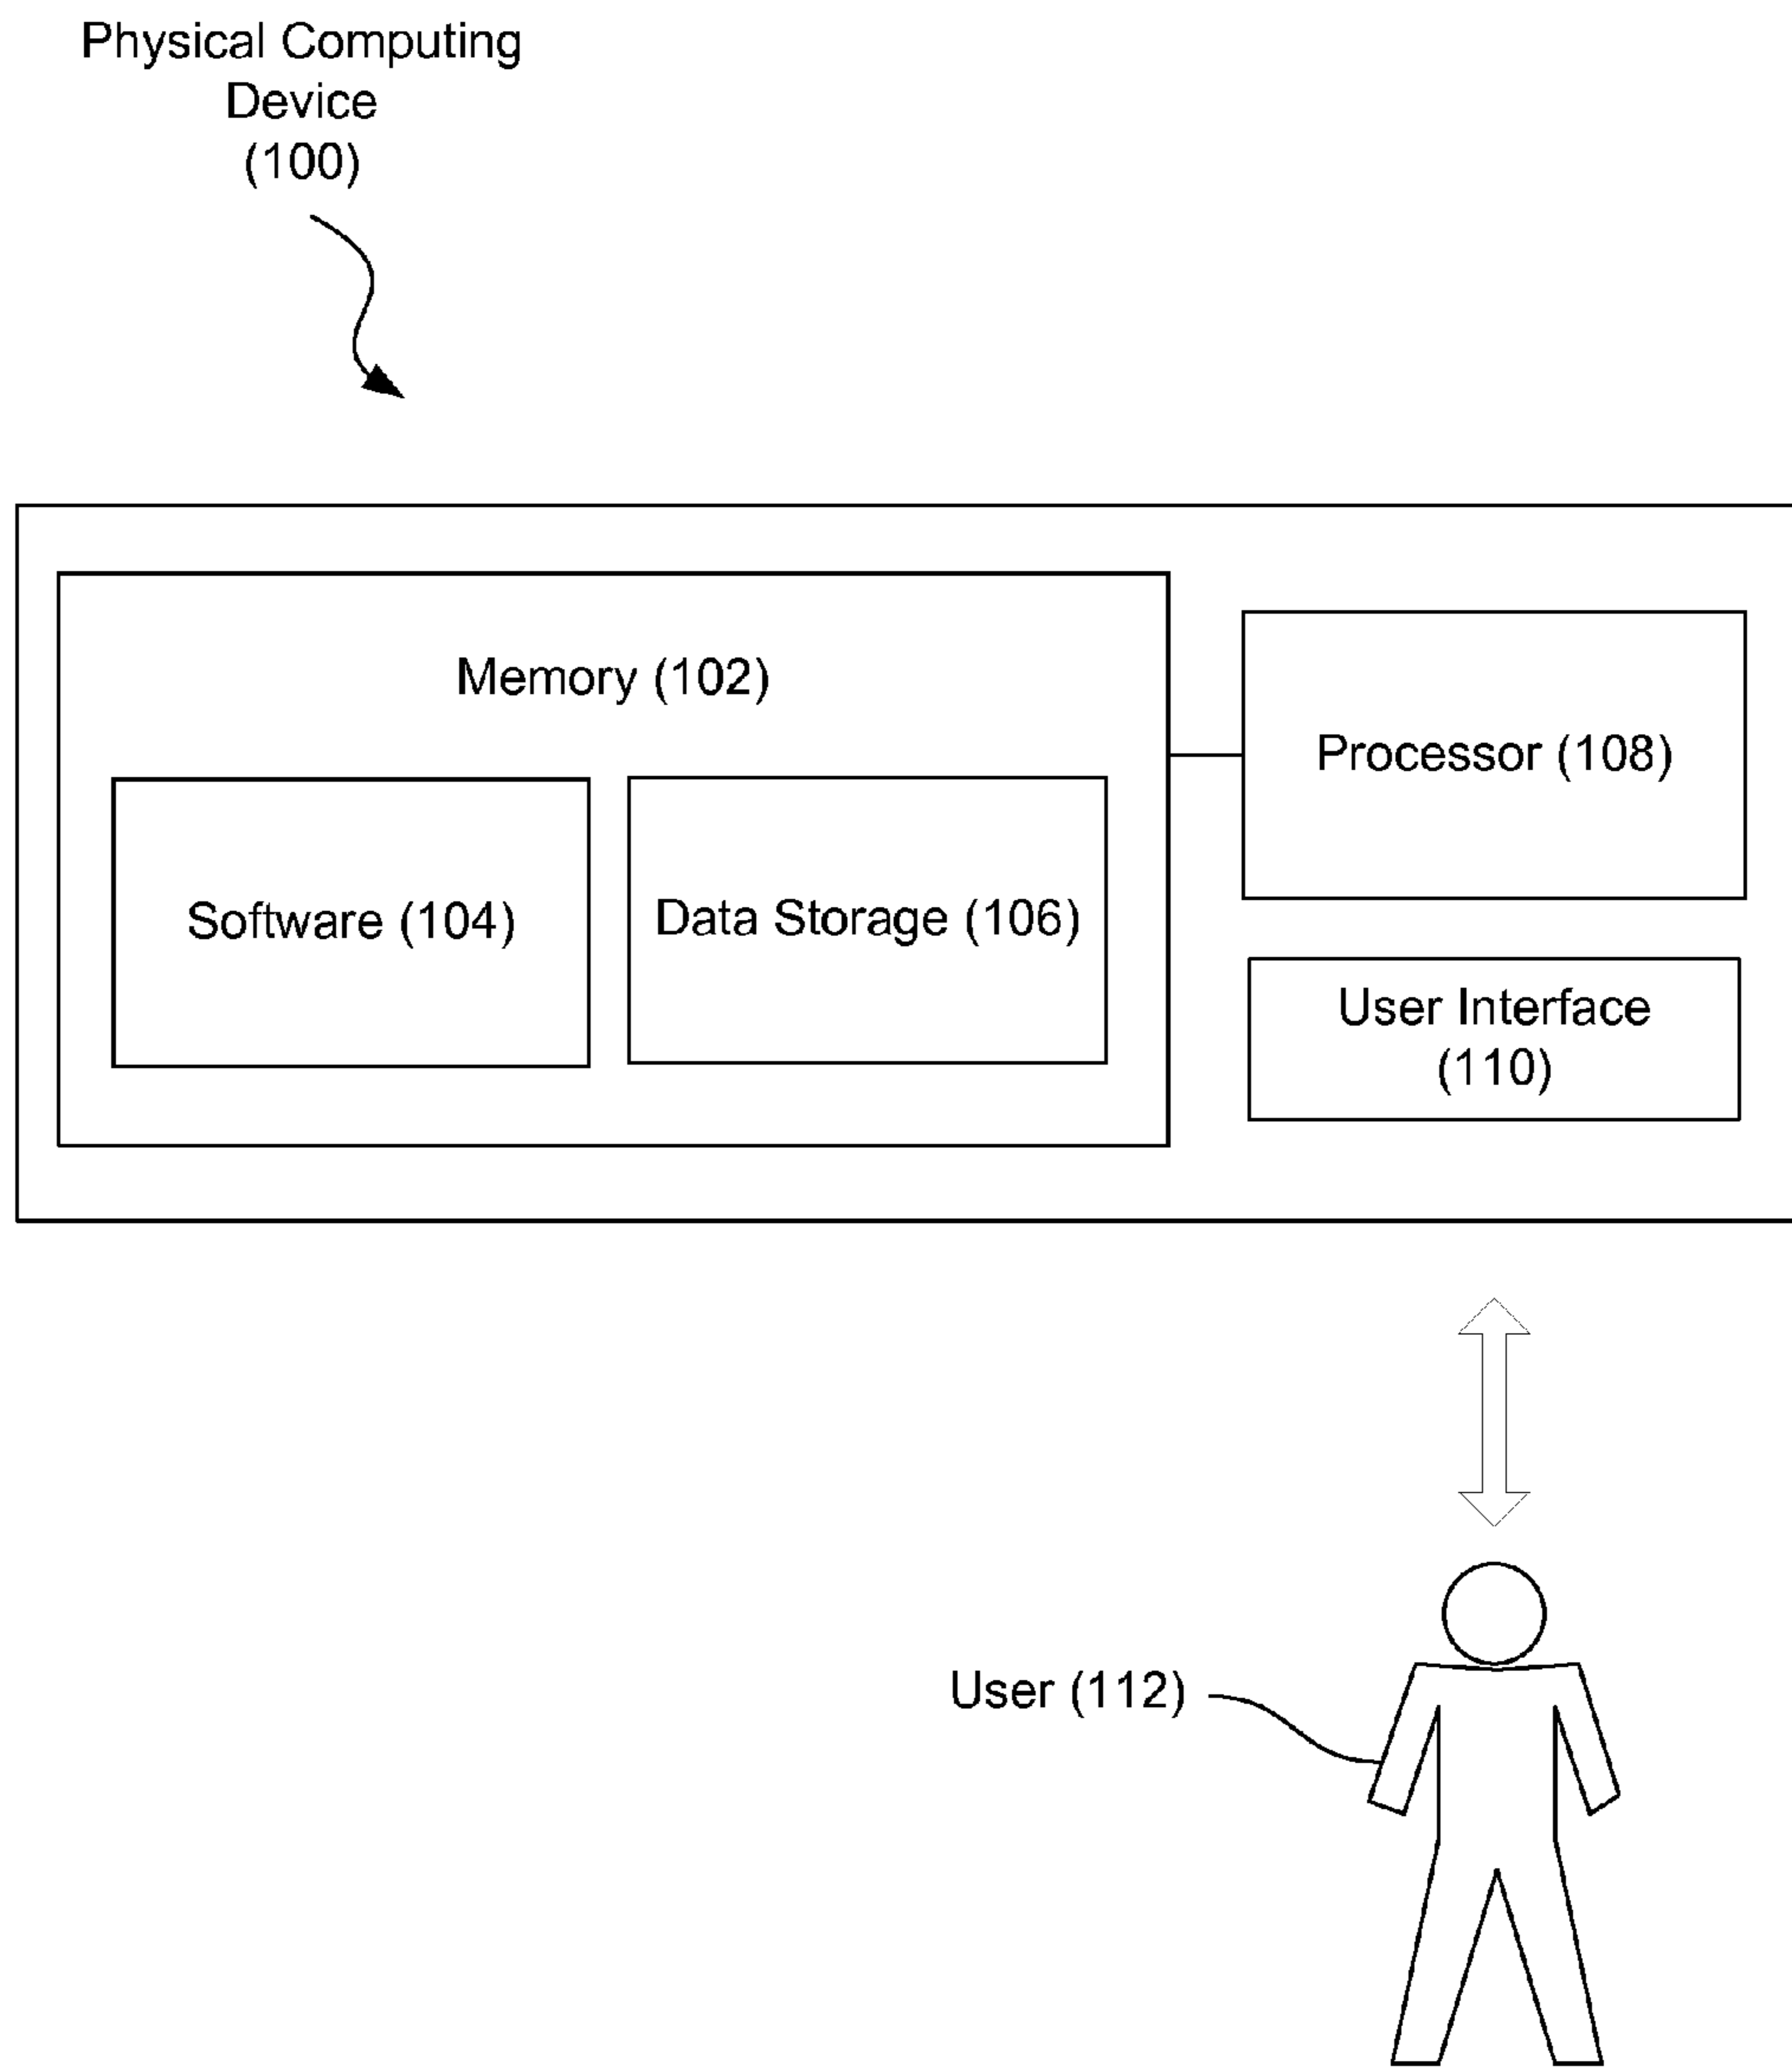 Physical Computing
Device
(100)
Memory (102)
Processor (108)
Software (104)
Data Storage (106)
User Interface
(110)
User (112)